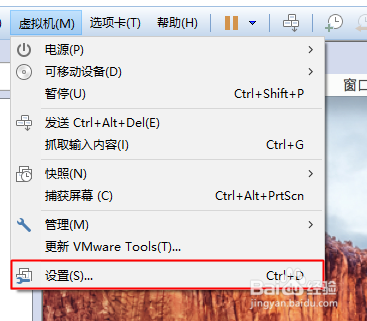 虚拟机(M) 选项卡(T) 帮助(H)
电源(P)
可移动设备(D)
暂停(U) Ctrl+Shift+P
发送 Ctrl+Alt+Del(E)
抓取输入内容(I) Ctrl+G
快照(N)
捕获屏幕 (C) Ctrl+Alt+PrtScn
管理(M)
更新 VMware Tools(T)...
设置(S)... Ctrl+D
窗口
Baidu 经验
jingyan.baidu.com